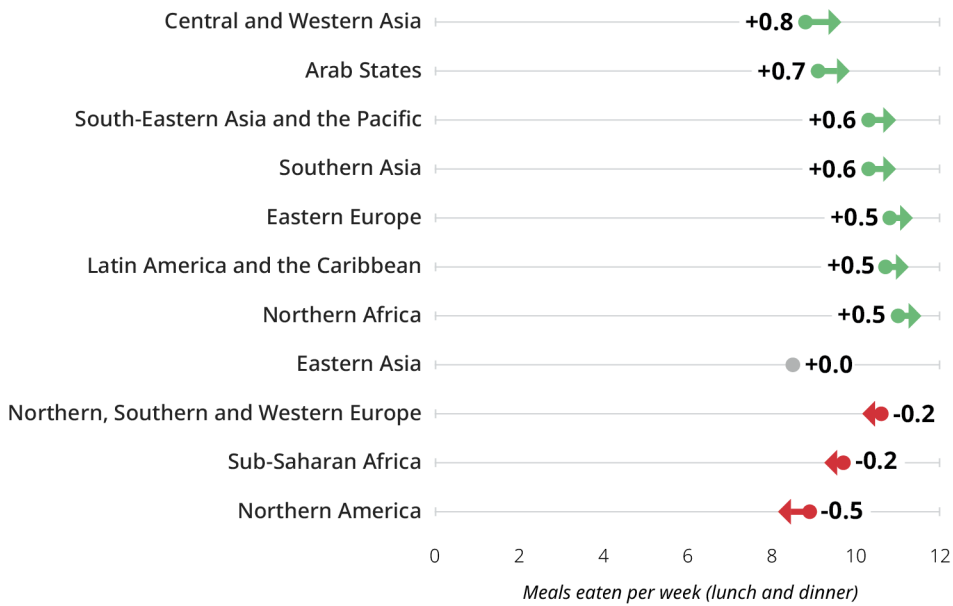 Central and Western Asia +0.8
Arab States +0.7
South-Eastern Asia and the Pacific +0.6
Southern Asia +0.6
Eastern Europe +0.5
Latin America and the Caribbean +0.5
Northern Africa +0.5
Eastern Asia +0.0
Northern, Southern and Western Europe -0.2
Sub-Saharan Africa -0.2
Northern America -0.5
0 2 4 6 8 10 12
Meals eaten per week (lunch and dinner)